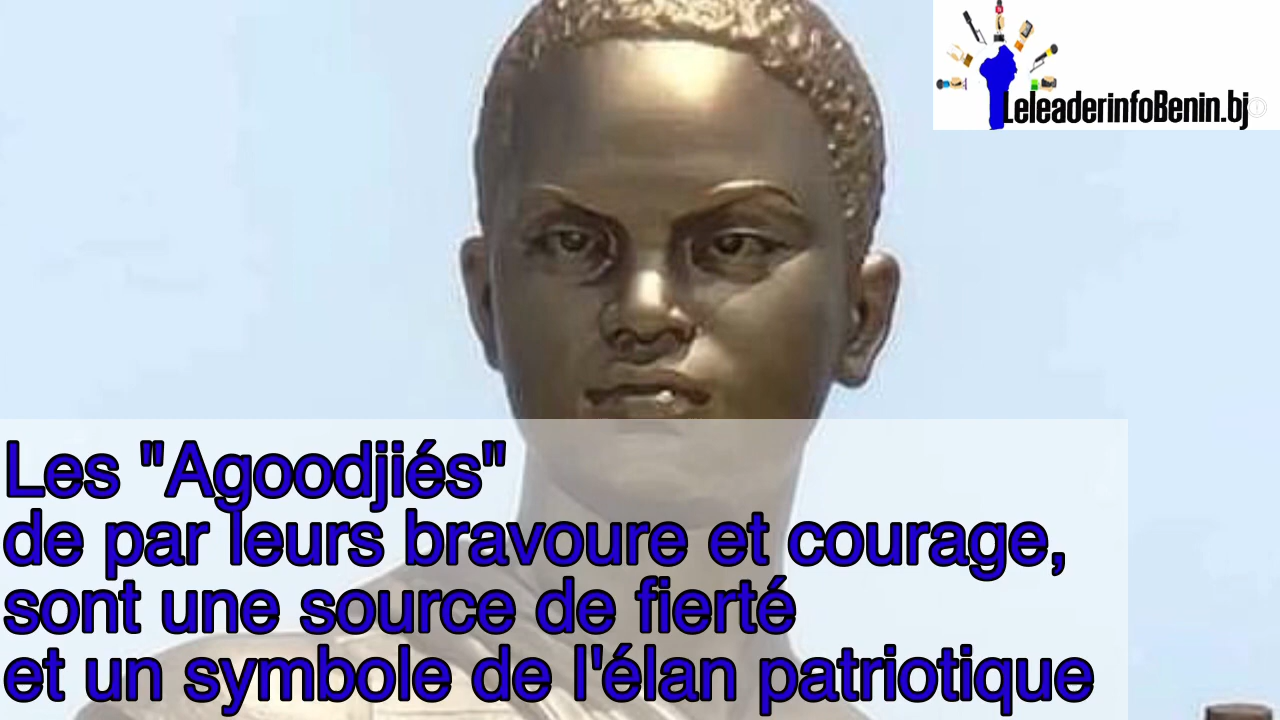 LeleaderinfoBenin.bj
Les "Agoodjiés"
de par leurs bravoure et courage,
sont une source de fierté
et un symbole de l'élan patriotique